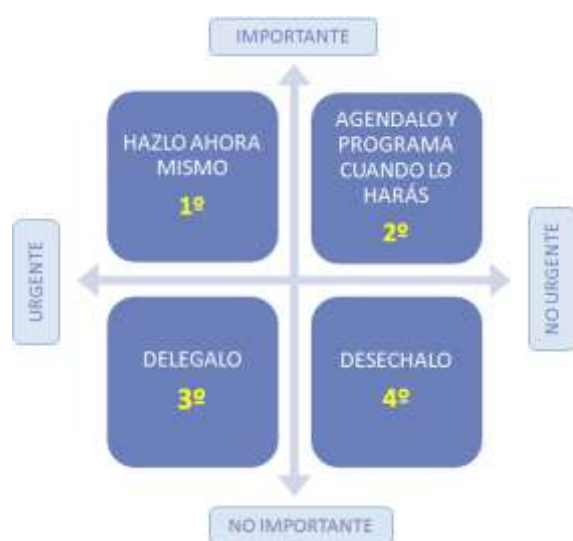 IMPORTANTE
HAZLO AHORA
MISMO
1º
AGENDALO Y
PROGRAMA
CUANDO LO
HARÁS
2º
URGENTE
NO URGENTE
DELEGALO
3º
DESECHALO
4º
NO IMPORTANTE